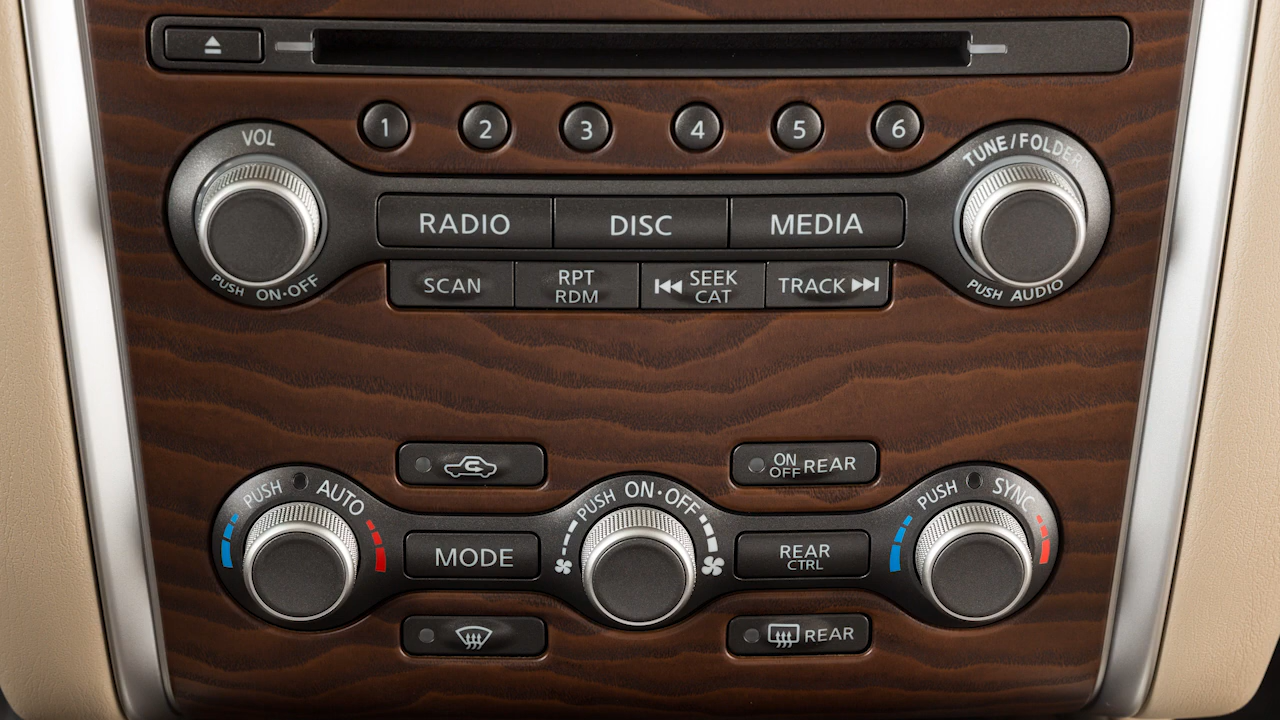 1 2 3 4 5 6
VOL
TUNE/FOLDER
RADIO DISC MEDIA
PUSH ON·OFF
SCAN
RPT
RDM
SEEK
CAT
TRACK
PUSH AUDIO
ON
OFF REAR
PUSH AUTO
PUSH ON·OFF
PUSH SYNC
MODE
REAR
CTRL
REAR